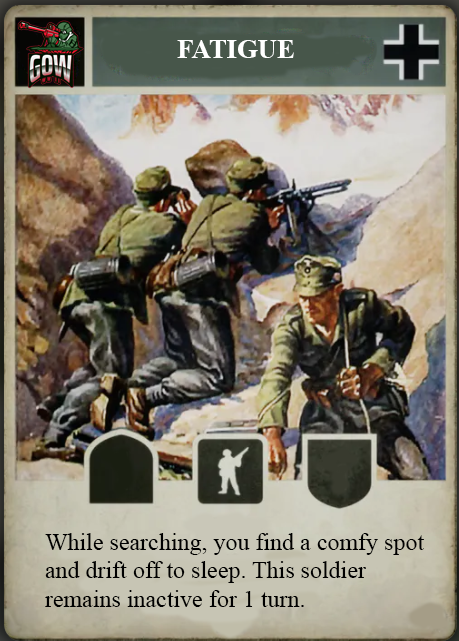 GOW
FATIGUE
While searching, you find a comfy spot
and drift off to sleep. This soldier
remains inactive for 1 turn.